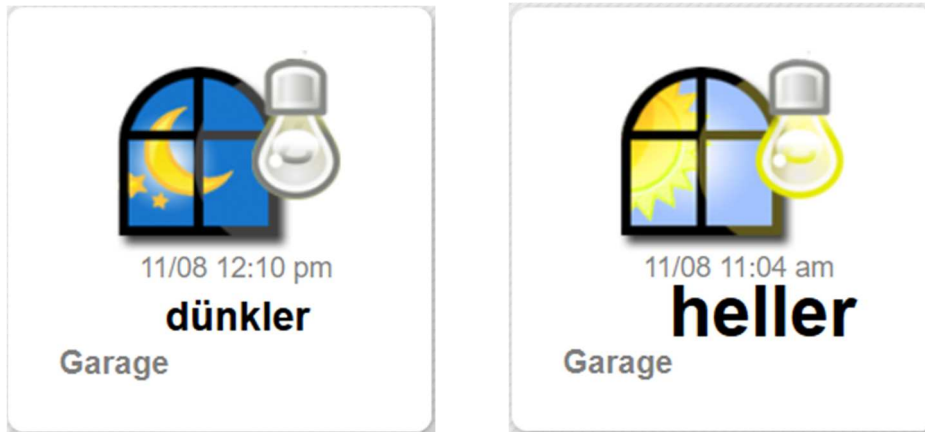 11/08 12:10 pm
dünkler
Garage
11/08 11:04 am
heller
Garage